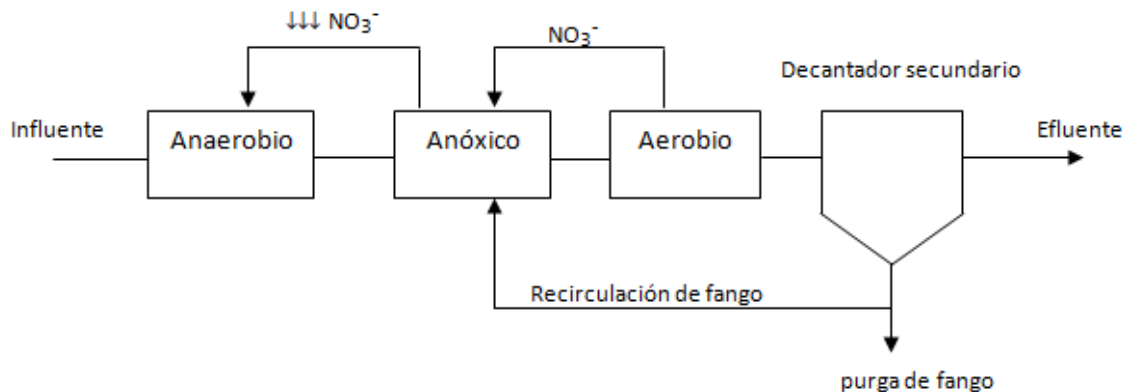 ↓↓↓ NO₃⁻
NO₃⁻
Decantador secundario
Influente
Anaerobio
Anóxico
Aerobio
Efluente
Recirculación de fango
purga de fango